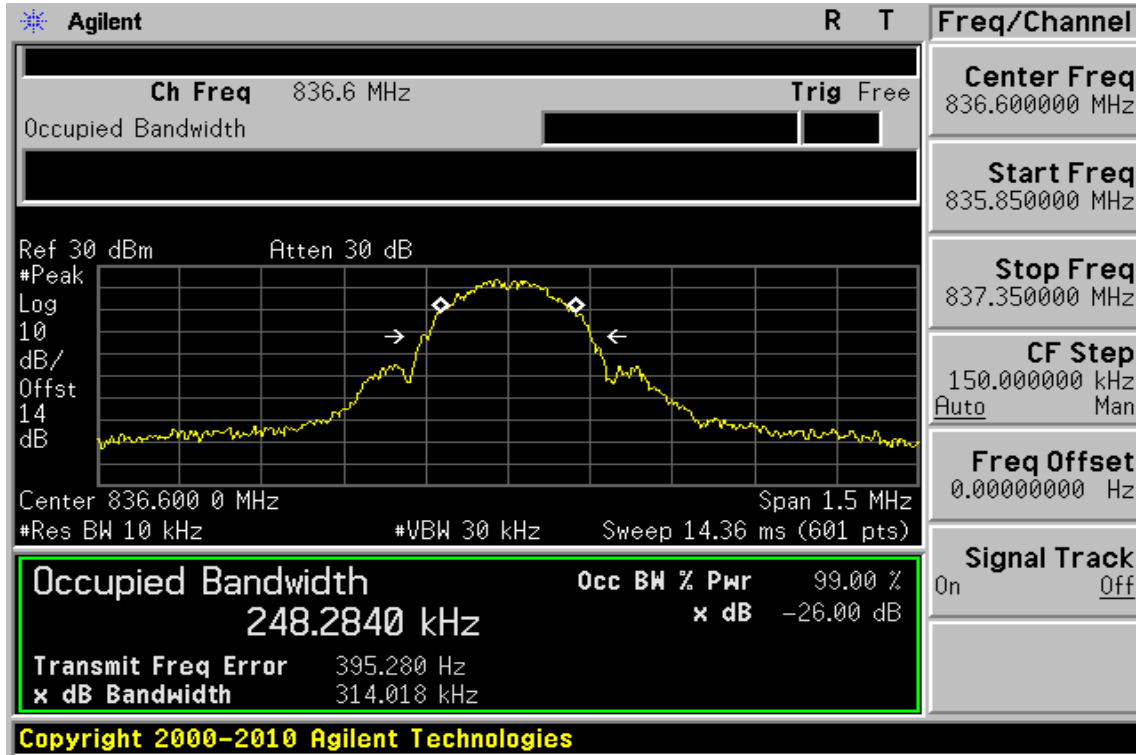 Agilent R T
Ch Freq 836.6 MHz Trig Free
Occupied Bandwidth
Ref 30 dBm Atten 30 dB
#Peak
Log
10
dB/
Offst
14
dB
Center 836.600 0 MHz Span 1.5 MHz
#Res BW 10 kHz #VBW 30 kHz Sweep 14.36 ms (601 pts)
Occupied Bandwidth Occ BW % Pwr 99.00 %
248.2840 kHz x dB -26.00 dB
Transmit Freq Error 395.280 Hz
x dB Bandwidth 314.018 kHz
Copyright 2000-2010 Agilent Technologies
Freq/Channel
Center Freq
836.600000 MHz
Start Freq
835.850000 MHz
Stop Freq
837.350000 MHz
CF Step
150.000000 kHz
Auto Man
Freq Offset
0.00000000 Hz
Signal Track
On Off